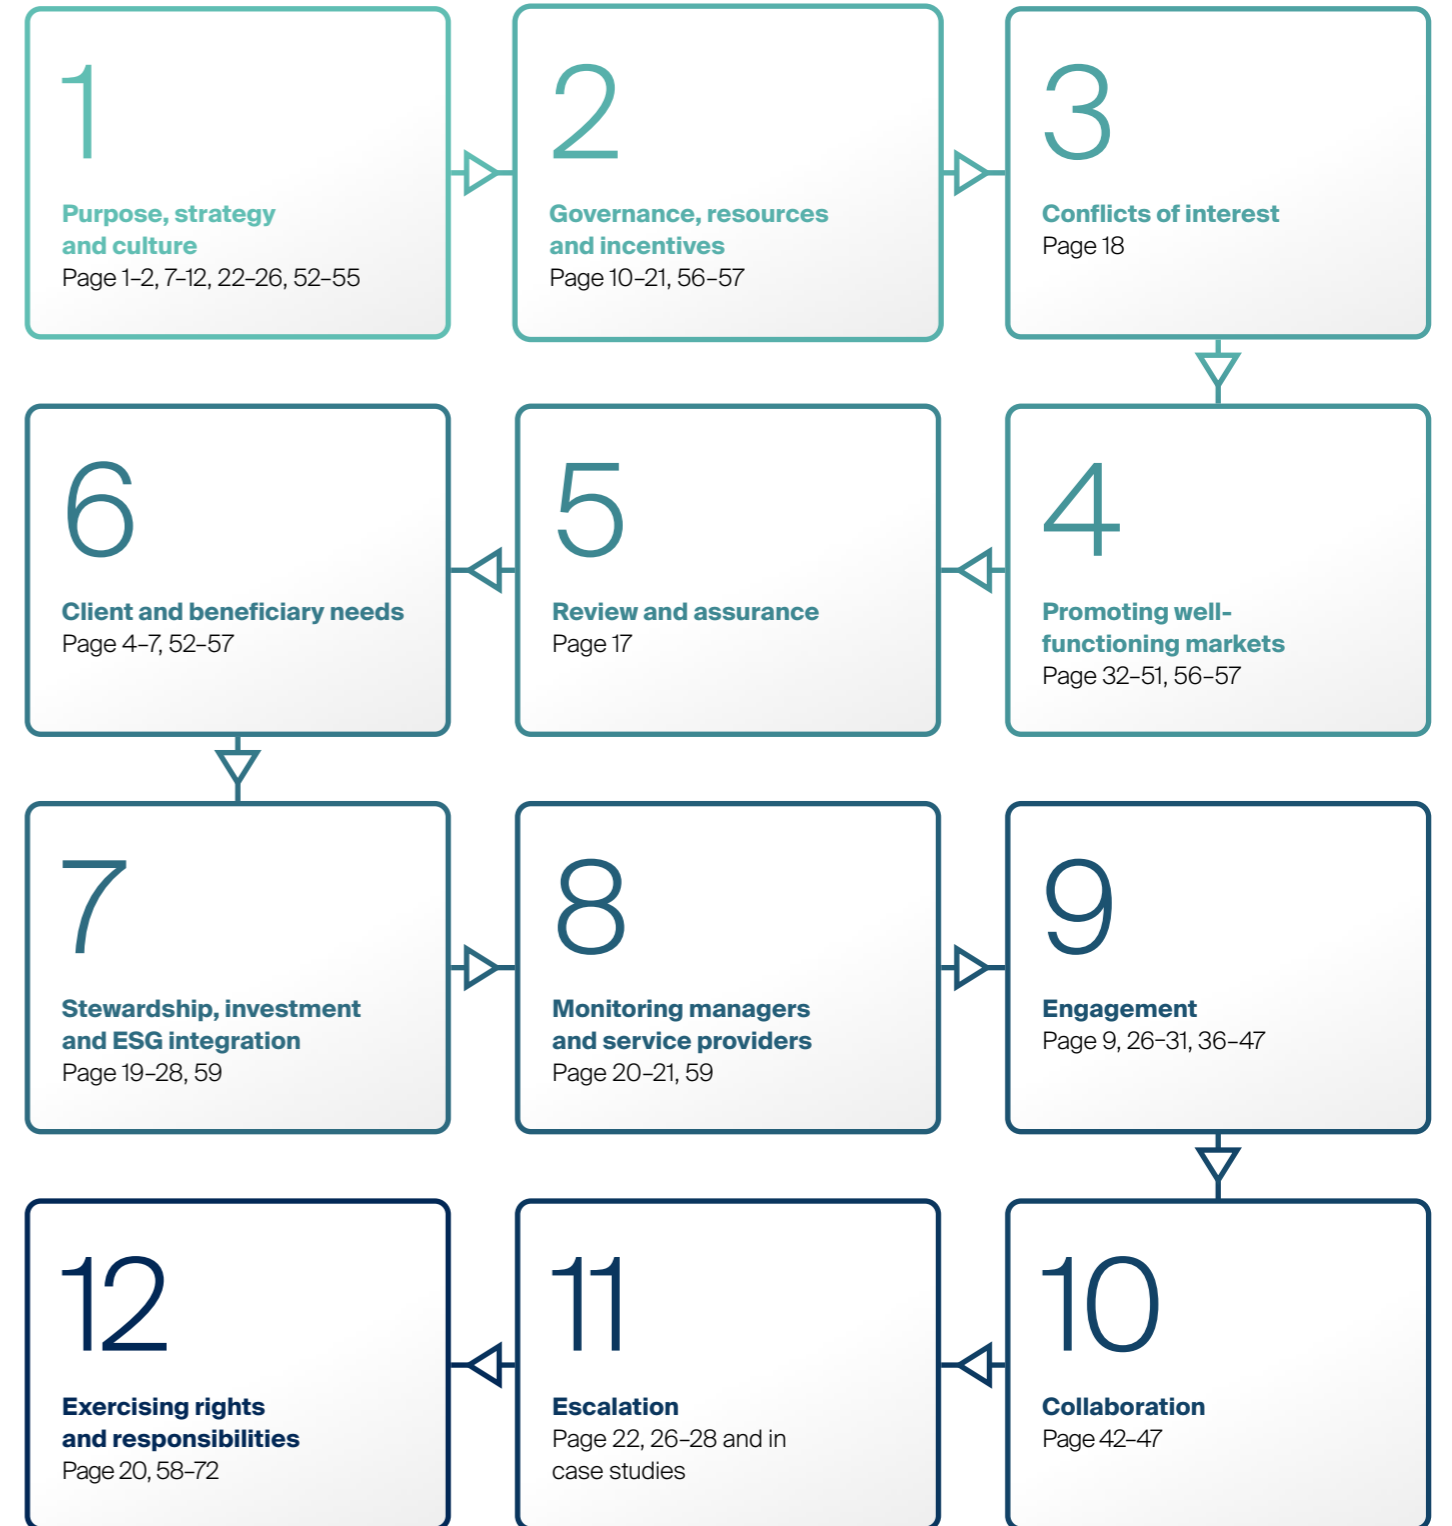 1
Purpose, strategy
and culture
Page 1–2, 7–12, 22–26, 52–55
2
Governance, resources
and incentives
Page 10–21, 56–57
3
Conflicts of interest
Page 18
4
Promoting well-
functioning markets
Page 32–51, 56–57
5
Review and assurance
Page 17
6
Client and beneficiary needs
Page 4–7, 52–57
7
Stewardship, investment
and ESG integration
Page 19–28, 59
8
Monitoring managers
and service providers
Page 20–21, 59
9
Engagement
Page 9, 26–31, 36–47
10
Collaboration
Page 42–47
11
Escalation
Page 22, 26–28 and in
case studies
12
Exercising rights
and responsibilities
Page 20, 58–72